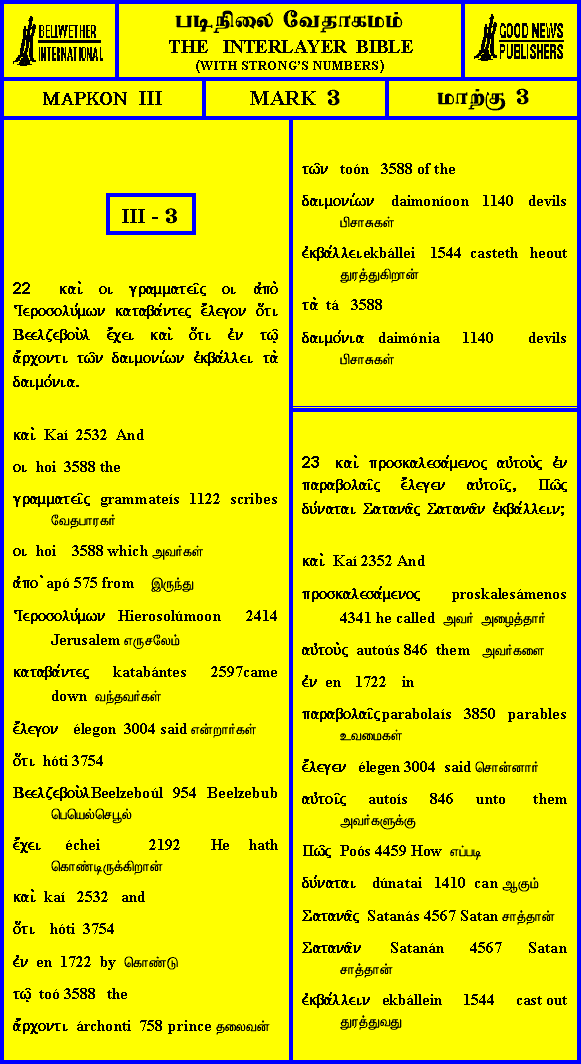 BELLWETHER
INTERNATIONAL
படிநிலை வேதாகமம்
THE INTERLAYER BIBLE
(WITH STRONG'S NUMBERS)
GOOD NEWS
PUBLISHERS
ΜΑΡΚΟΝ III
MARK 3
மாற்கு 3
III - 3
22 καὶ οι γραμματεῖς οι ἀπὸ
Ἱεροσολύμων καταβάντες ἔλεγον ὅτι
Βεελζεβοὺλ ἔχει καὶ ὅτι ἐν τῷ
ἄρχοντι τῶν δαιμονίων ἐκβάλλει τὰ
δαιμόνια.
καὶ Kaí 2532 And
οι hoi 3588 the
γραμματεῖς grammateís 1122 scribes
வேதபாரகர்
οι hoi 3588 which அவர்கள்
ἀπο` apó 575 from இருந்து
Ἱεροσολύμων Hierosolúmoon 2414
Jerusalem எருசலேம்
καταβάντες katabántes 2597came
down வந்தவர்கள்
ἔλεγον élegon 3004 said என்றார்கள்
ὅτι hóti 3754
ΒεελζεβοὺλBeelzeboúl 954 Beelzebub
பெயெல்செபூல்
ἔχει échei 2192 He hath
கொண்டிருக்கிறான்
καὶ kaí 2532 and
ὅτι hóti 3754
ἐν en 1722 by கொண்டு
τῷ toó 3588 the
ἄρχοντι árchonti 758 prince தலைவன்
τῶν toón 3588 of the
δαιμονίων daimoníoon 1140 devils
பிசாசுகள்
ἐκβάλλειekbállei 1544 casteth heout
துரத்துகிறான்
τὰ tá 3588
δαιμόνια daimónia 1140 devils
பிசாசுகள்
23 καὶ προσκαλεσάμενος αὐτοὺς ἐν
παραβολαῖς ἔλεγεν αὐτοῖς, Πῶς
δύναται Σατανᾶς Σατανᾶν ἐκβάλλειν;
καὶ Kaí 2352 And
προσκαλεσάμενος proskalesámenos
4341 he called அவர் அழைத்தார்
αὐτοὺς autoús 846 them அவர்களை
ἐν en 1722 in
παραβολαῖςparabolaís 3850 parables
உவமைகள்
ἔλεγεν élegen 3004 said சொன்னார்
αὐτοῖς autoís 846 unto them
அவர்களுக்கு
Πῶς Poós 4459 How எப்படி
δύναται dúnatai 1410 can ஆகும்
Σατανᾶς Satanás 4567 Satan சாத்தான்
Σατανᾶν Satanán 4567 Satan
சாத்தான்
ἐκβάλλειν ekbállein 1544 cast out
துரத்துவது